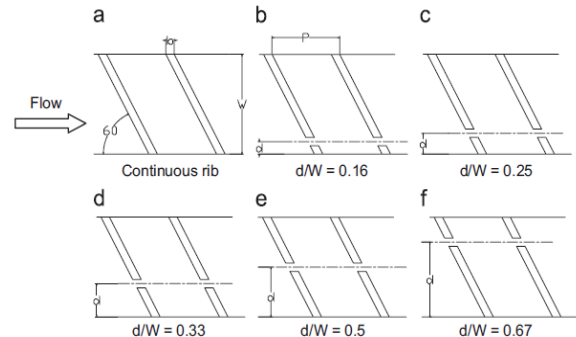 a
b
c
Flow
b
P
W
60
d
d
Continuous rib
d/W = 0.16
d/W = 0.25
d
e
f
d
d
d
d/W = 0.33
d/W = 0.5
d/W = 0.67